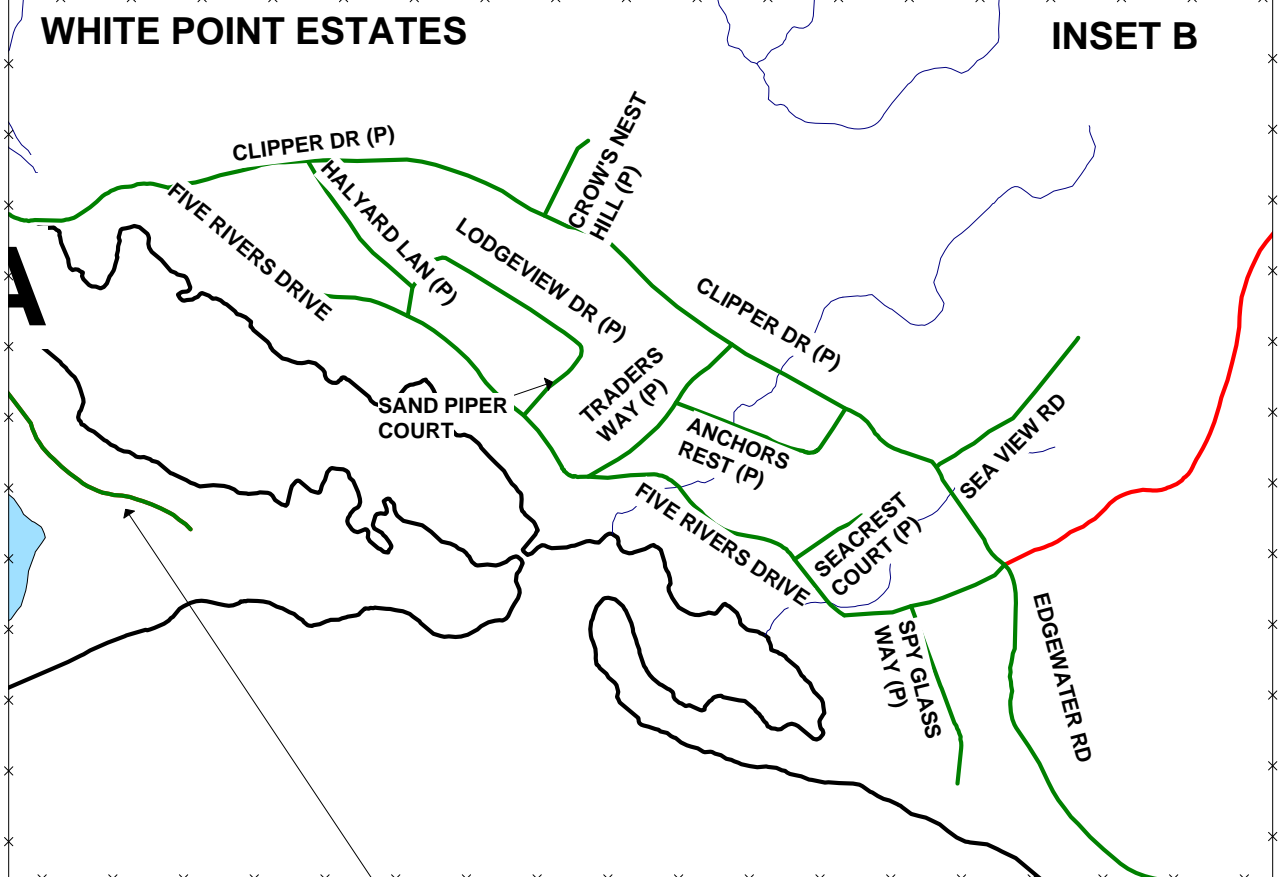 WHITE POINT ESTATES
INSET B
CLIPPER DR (P)
CROW'S NEST
HILL (P)
HALYARD LAN (P)
FIVE RIVERS DRIVE
LODGEVIEW DR (P)
A
CLIPPER DR (P)
TRADERS
WAY (P)
SAND PIPER
COURT
ANCHORS
REST (P)
SEA VIEW RD
FIVE RIVERS DRIVE
SEACREST
COURT (P)
SPY GLASS
WAY (P)
EDGEWATER RD